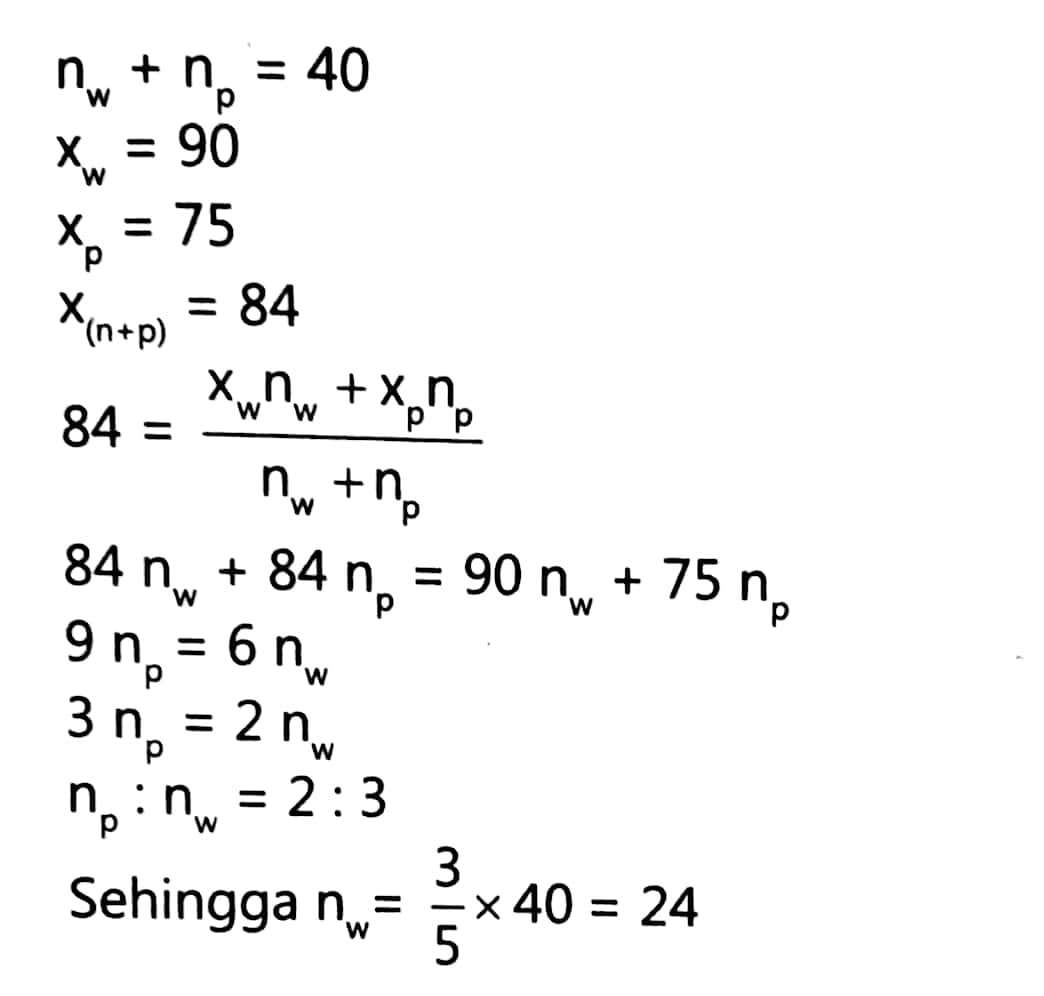 n_w + n_p = 40
x_w = 90
x_p = 75
x_(n+p) = 84
84 = (x_w n_w + x_p n_p) / (n_w + n_p)
84 n_w + 84 n_p = 90 n_w + 75 n_p
9 n_p = 6 n_w
3 n_p = 2 n_w
n_p : n_w = 2 : 3
Sehingga n_w = 3/5 × 40 = 24